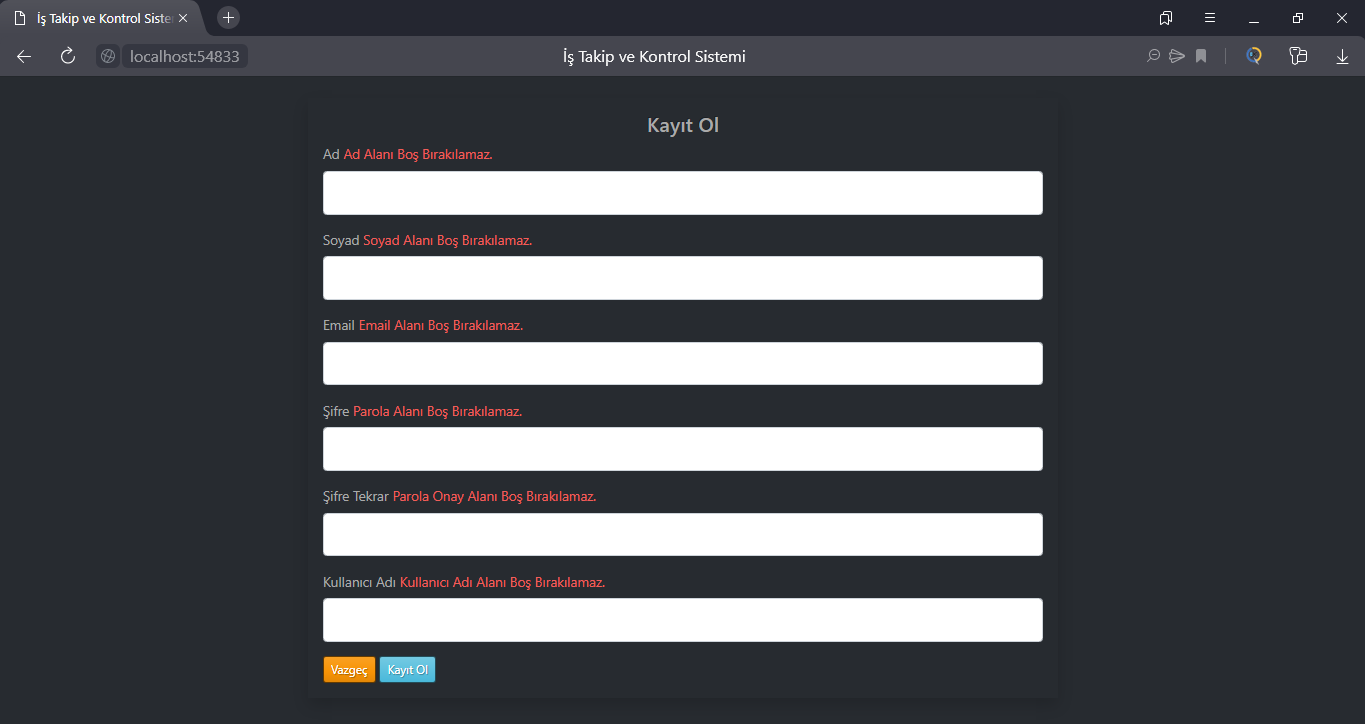 İş Takip ve Kontrol Siste
localhost:54833 İş Takip ve Kontrol Sistemi
Kayıt Ol
Ad Ad Alanı Boş Bırakılamaz.
Soyad Soyad Alanı Boş Bırakılamaz.
Email Email Alanı Boş Bırakılamaz.
Şifre Parola Alanı Boş Bırakılamaz.
Şifre Tekrar Parola Onay Alanı Boş Bırakılamaz.
Kullanıcı Adı Kullanıcı Adı Alanı Boş Bırakılamaz.
Vazgeç Kayıt Ol